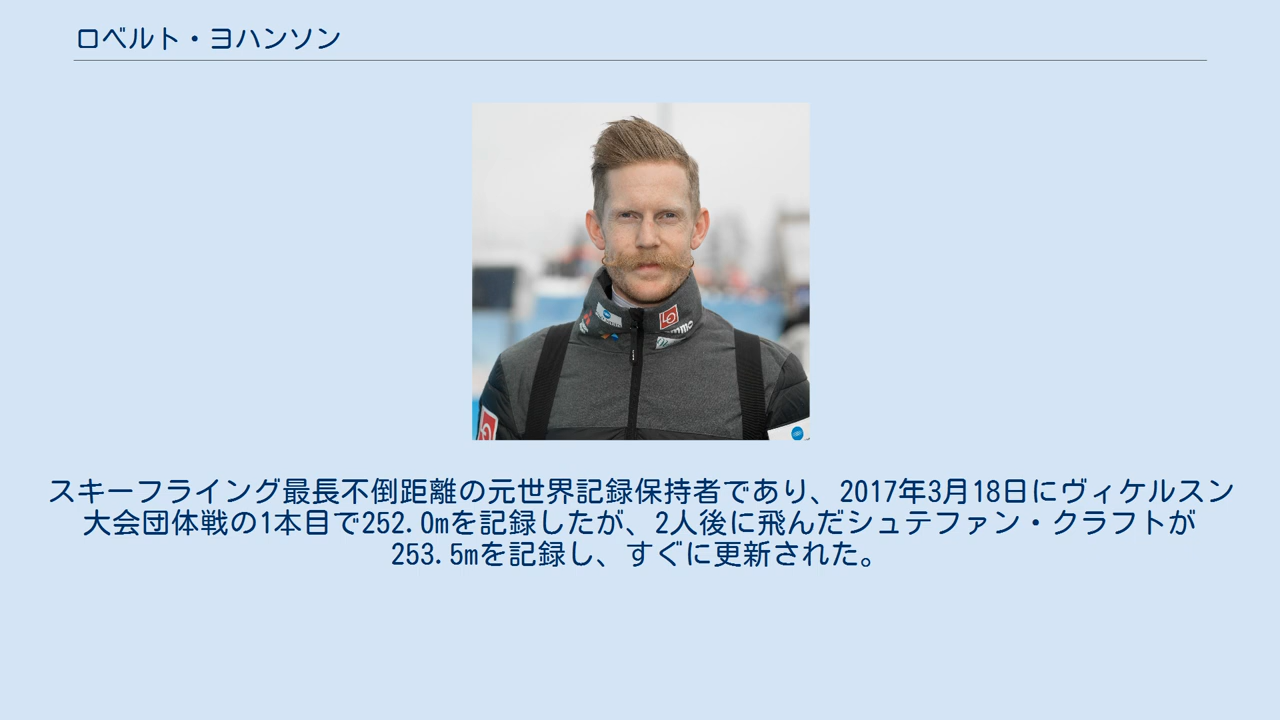 ロベルト・ヨハンソン
LO
スキーフライング最長不倒距離の元世界記録保持者であり、2017年3月18日にヴィケルスン
大会団体戦の1本目で252.0mを記録したが、2人後に飛んだシュテファン・クラフトが
253.5mを記録し、すぐに更新された。